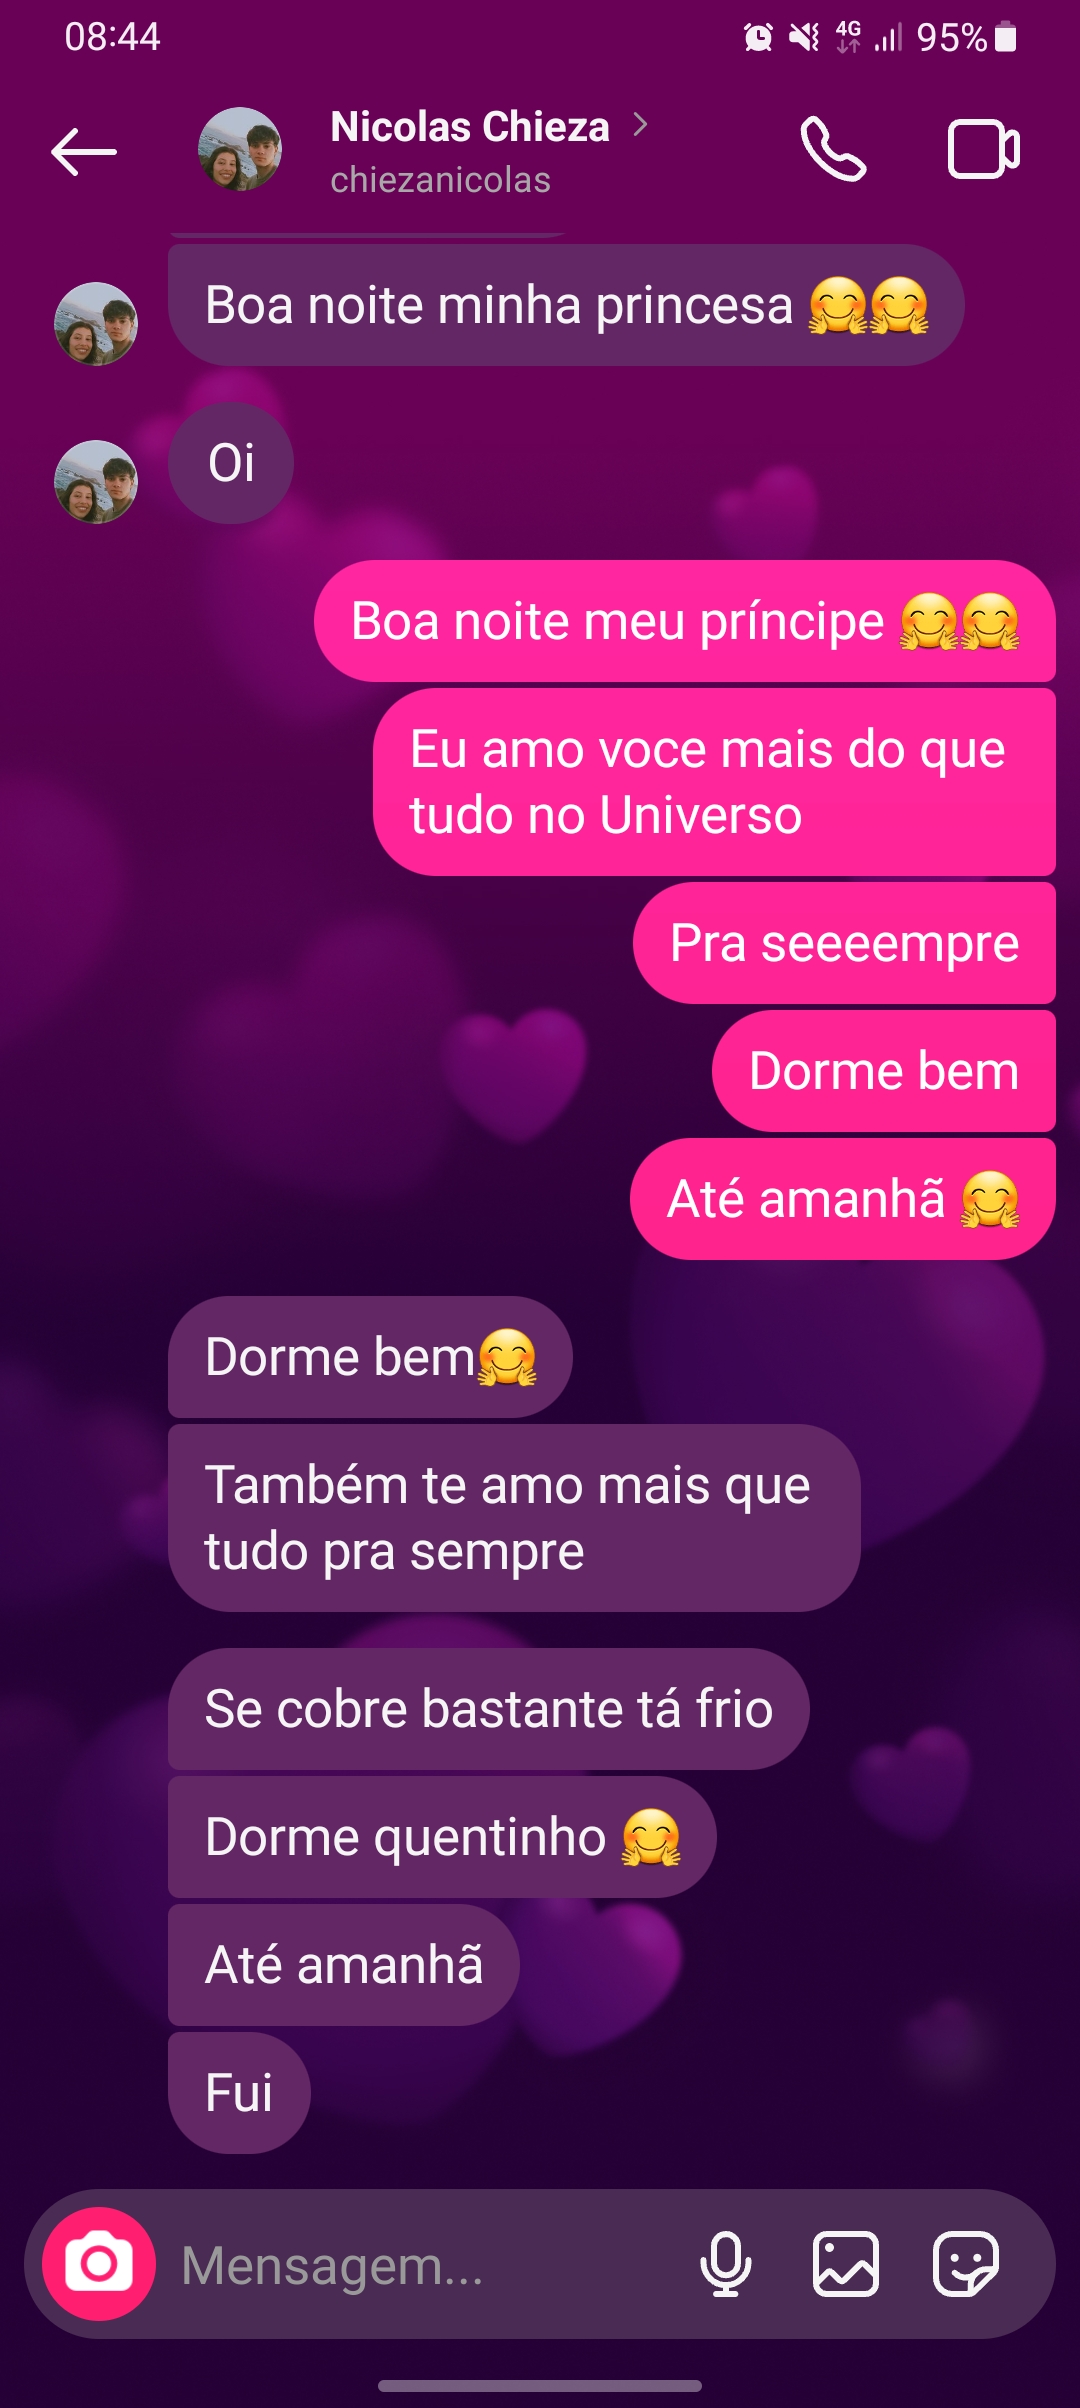 08:44
4G
95%
Nicolas Chieza
chiezanicolas
Boa noite minha princesa 🤗🤗
Oi
Boa noite meu príncipe 🤗🤗
Eu amo voce mais do que
tudo no Universo
Pra seeeempre
Dorme bem
Até amanhã 🤗
Dorme bem🤗
Também te amo mais que
tudo pra sempre
Se cobre bastante tá frio
Dorme quentinho 🤗
Até amanhã
Fui
Mensagem...